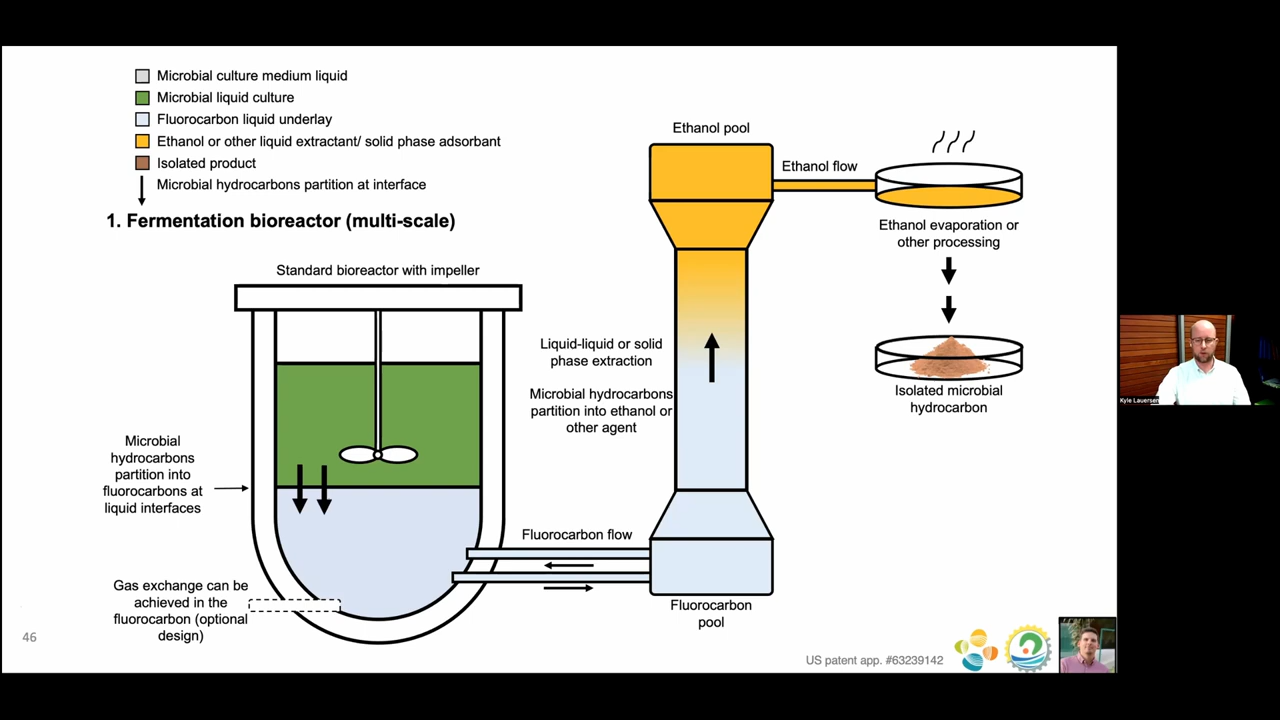 Microbial culture medium liquid
Microbial liquid culture
Fluorocarbon liquid underlay
Ethanol or other liquid extractant/ solid phase adsorbant
Isolated product
Microbial hydrocarbons partition at interface
1. Fermentation bioreactor (multi-scale)
Standard bioreactor with impeller
Microbial
hydrocarbons
partition into
fluorocarbons at
liquid interfaces
Gas exchange can be
achieved in the
fluorocarbon (optional
design)
Fluorocarbon flow
Liquid-liquid or solid
phase extraction
Microbial hydrocarbons
partition into ethanol or
other agent
Ethanol pool
Fluorocarbon
pool
Ethanol flow
Ethanol evaporation or
other processing
Isolated microbial
hydrocarbon
46
US patent app. #63239142
Kyle Lauersen